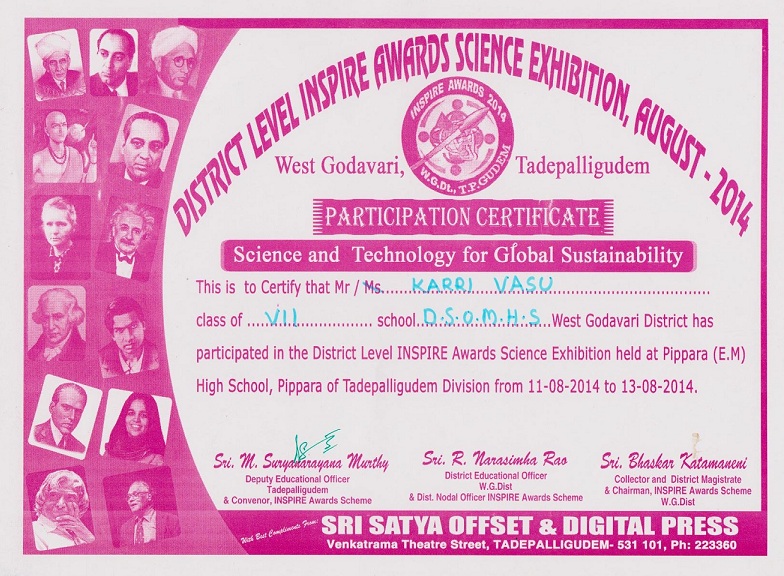 DISTRICT LEVEL INSPIRE AWARDS SCIENCE EXHIBITION, AUGUST - 2014
INSPIRE AWARDS 2014
W.G.Dt., T.P.GUDEM
West Godavari, Tadepalligudem
PARTICIPATION CERTIFICATE
Science and Technology for Global Sustainability
This is to Certify that Mr / Ms. KARRI VASU
class of VII school D.S.O.M.H.S West Godavari District has
participated in the District Level INSPIRE Awards Science Exhibition held at Pippara (E.M)
High School, Pippara of Tadepalligudem Division from 11-08-2014 to 13-08-2014.
Sri. M. Suryanarayana Murthy
Deputy Educational Officer
Tadepalligudem
& Convenor, INSPIRE Awards Scheme
Sri. R. Narasimha Rao
District Educational Officer
W.G.Dist
& Dist. Nodal Officer INSPIRE Awards Scheme
Sri. Bhaskar Katamaneni
Collector and District Magistrate
& Chairman, INSPIRE Awards Scheme
W.G.Dist
With Best Compliments From:
SRI SATYA OFFSET & DIGITAL PRESS
Venkatrama Theatre Street, TADEPALLIGUDEM- 531 101, Ph: 223360